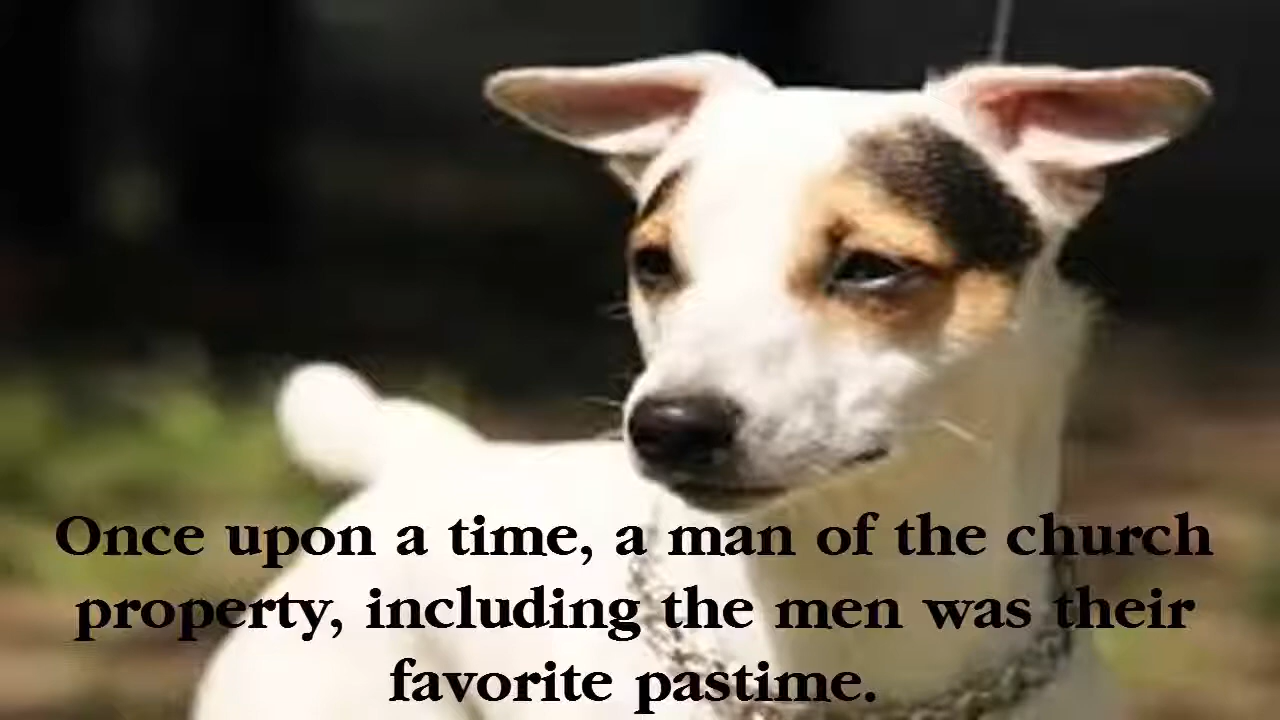 Once upon a time, a man of the church
property, including the men was their
favorite pastime.